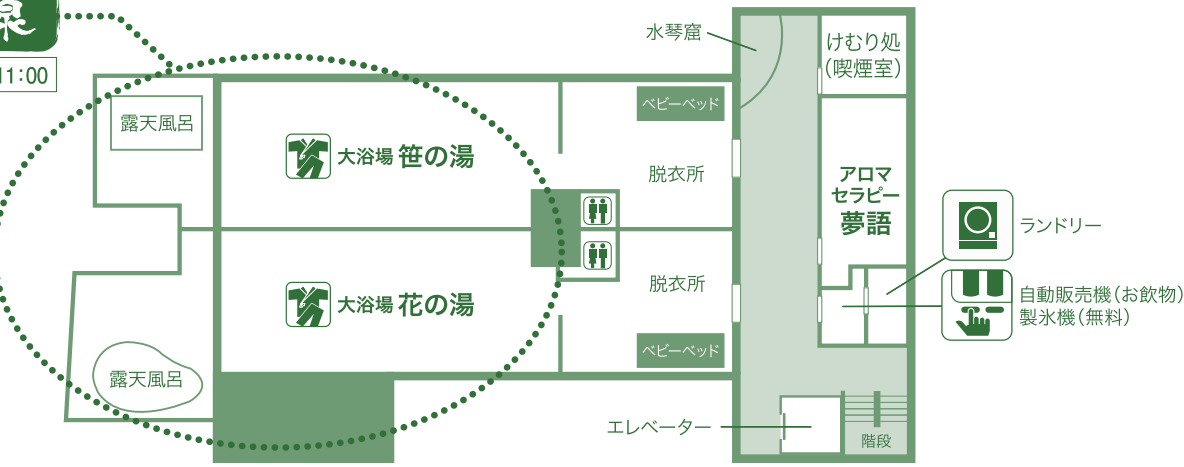 11:00
露天風呂
大浴場 笹の湯
ベビーベッド
脱衣所
水琴窟
けむり処
(喫煙室)
アロマ
セラピー
夢語
ランドリー
自動販売機(お飲物)
製氷機(無料)
大浴場 花の湯
脱衣所
ベビーベッド
露天風呂
エレベーター
階段